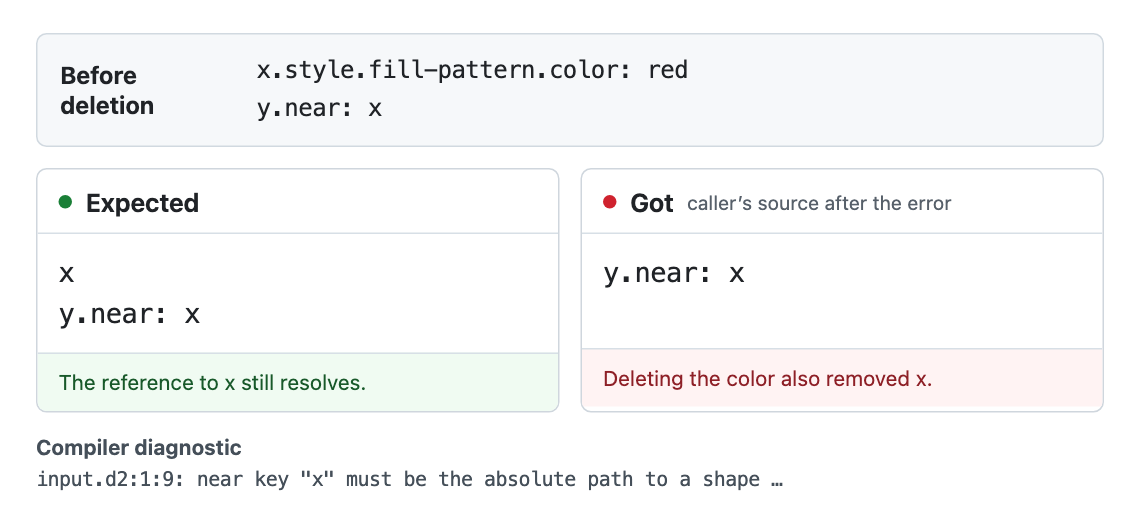 Before
deletion
x.style.fill-pattern.color: red
y.near: x
Expected
x
y.near: x
The reference to x still resolves.
Got caller’s source after the error
y.near: x
Deleting the color also removed x.
Compiler diagnostic
input.d2:1:9: near key "x" must be the absolute path to a shape …